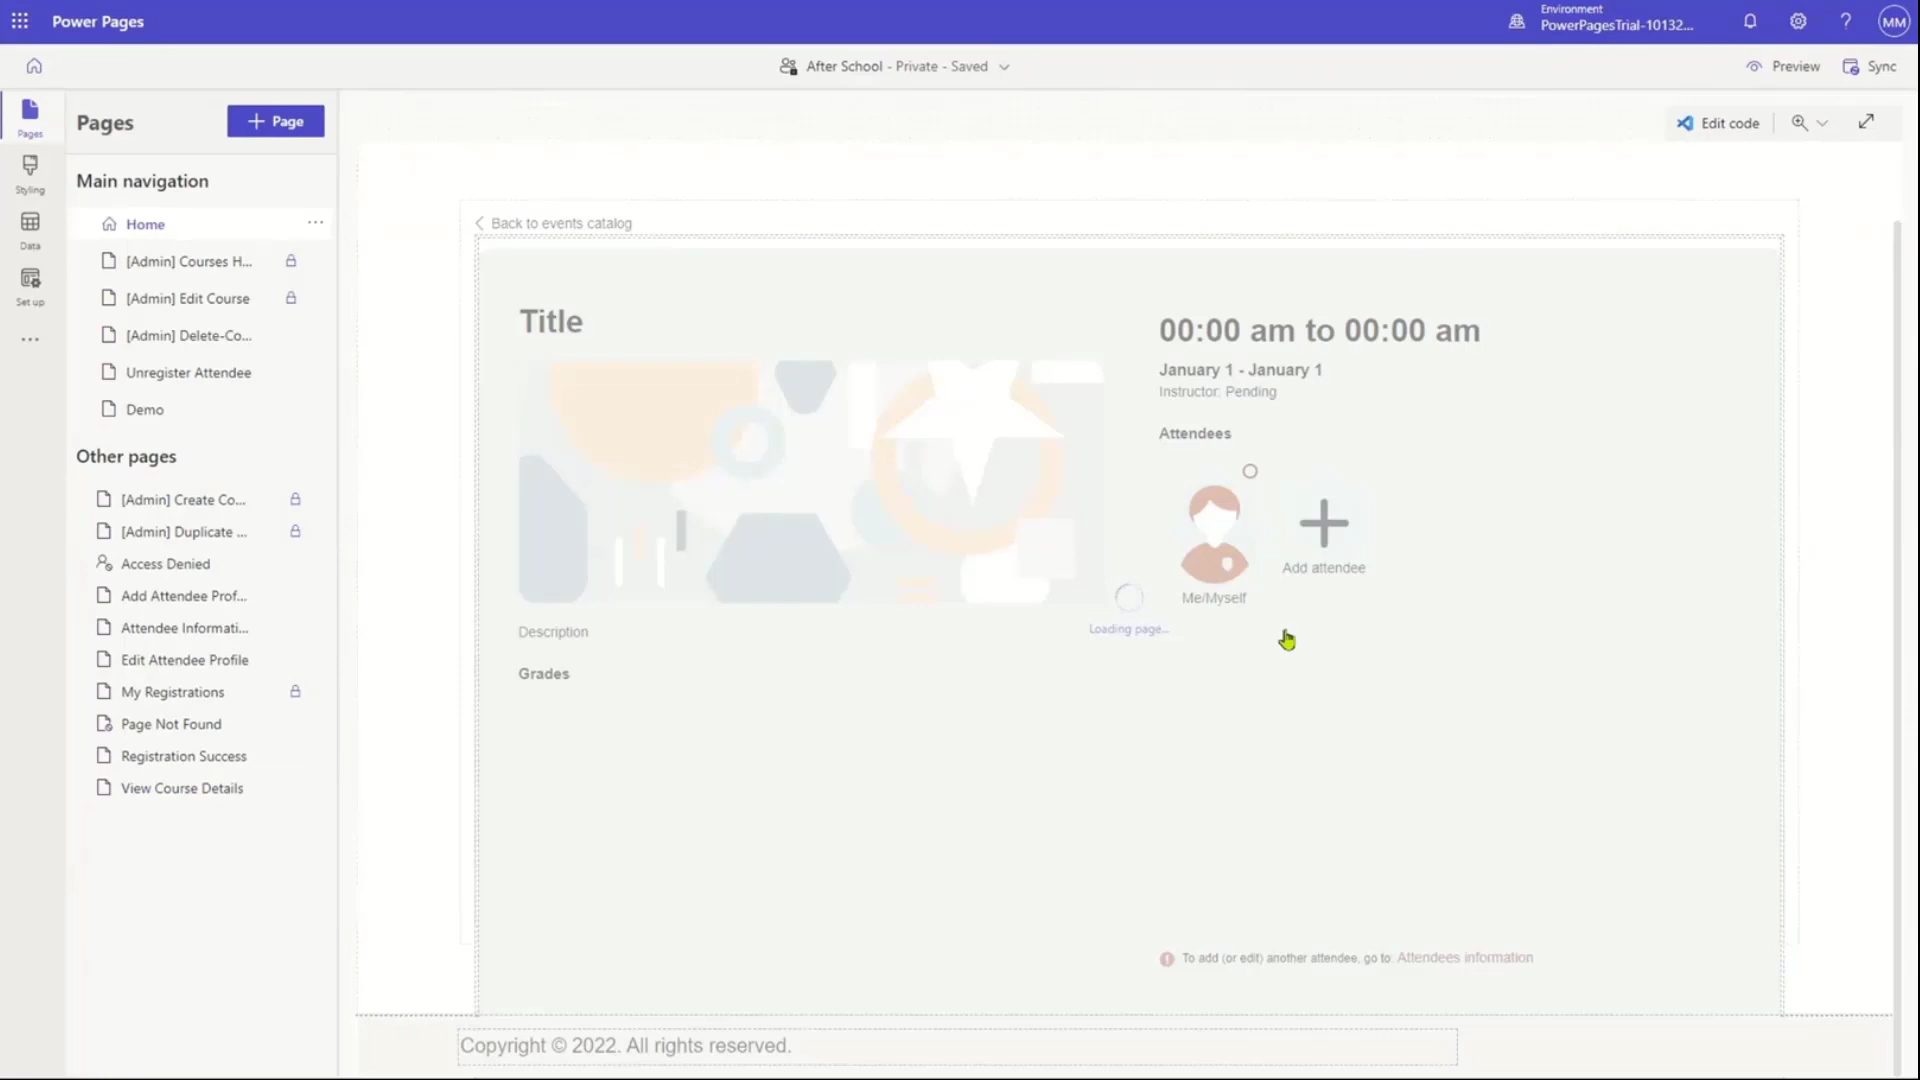 Power Pages
Environment
PowerPagesTrial-10132...
MM
After School - Private - Saved
Preview
Sync
Pages
Styling
Data
Set up
Pages
Page
Main navigation
Home
[Admin] Courses H...
[Admin] Edit Course
[Admin] Delete-Co...
Unregister Attendee
Demo
Other pages
[Admin] Create Co...
[Admin] Duplicate ...
Access Denied
Add Attendee Prof...
Attendee Informati...
Edit Attendee Profile
My Registrations
Page Not Found
Registration Success
View Course Details
Edit code
Back to events catalog
Title
Description
Grades
00:00 am to 00:00 am
January 1 - January 1
Instructor: Pending
Attendees
Me/Myself
Add attendee
Loading page...
To add (or edit) another attendee, go to: Attendees information
Copyright © 2022. All rights reserved.